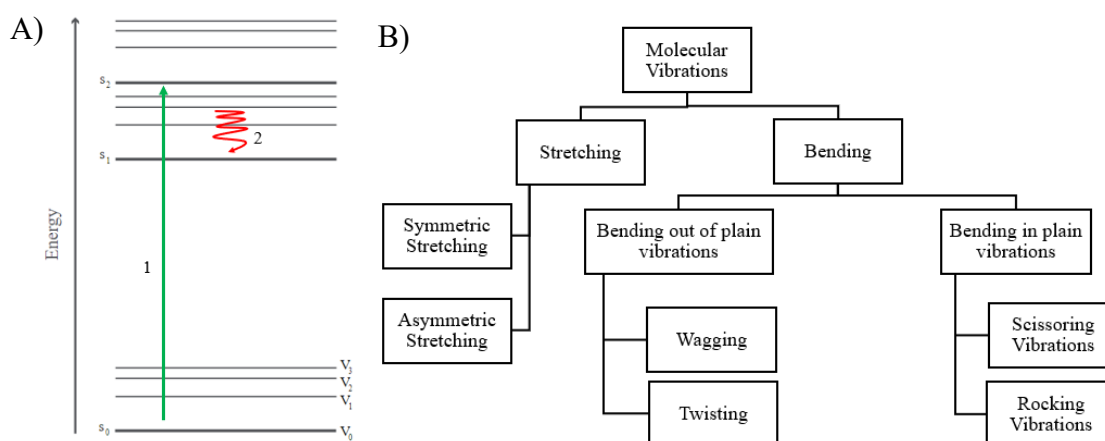 A)
Energy
S2
S1
S0
1
2
V3
V2
V1
V0
B)
Molecular
Vibrations
Stretching
Bending
Symmetric
Stretching
Asymmetric
Stretching
Bending out of plain
vibrations
Wagging
Twisting
Bending in plain
vibrations
Scissoring
Vibrations
Rocking
Vibrations